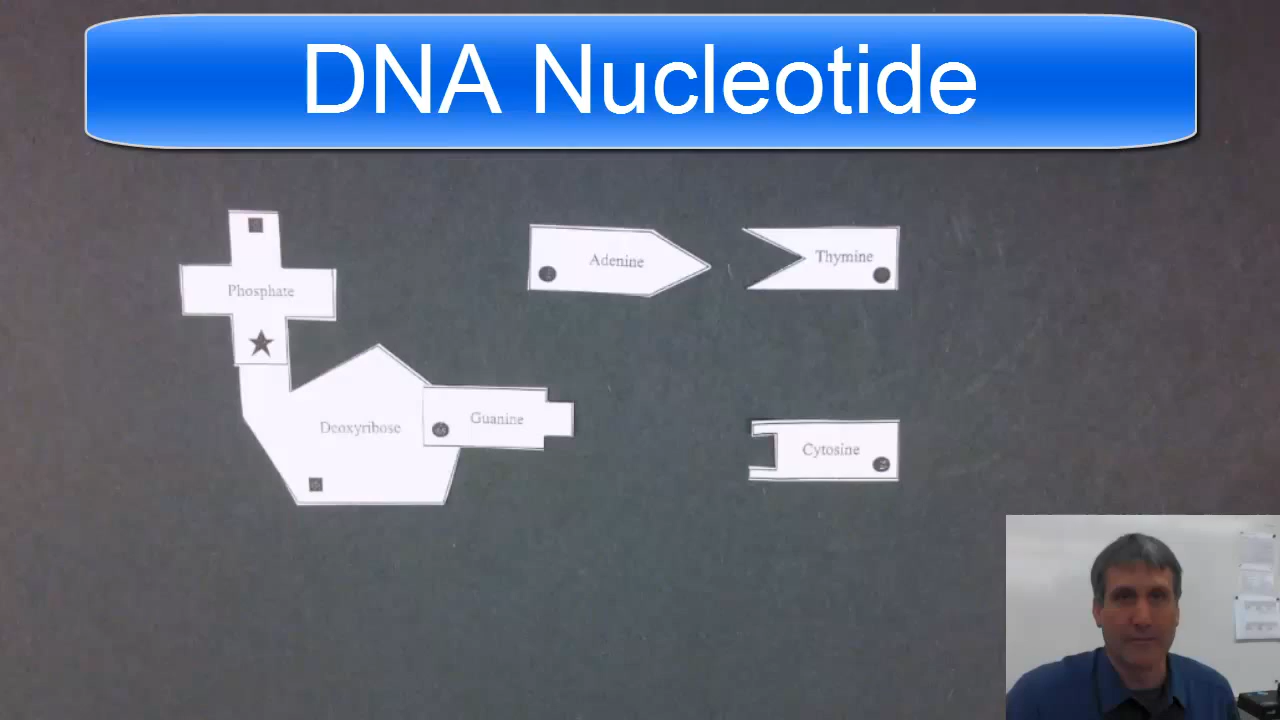 DNA Nucleotide
Phosphate
Adenine
Thymine
Deoxyribose
Guanine
Cytosine